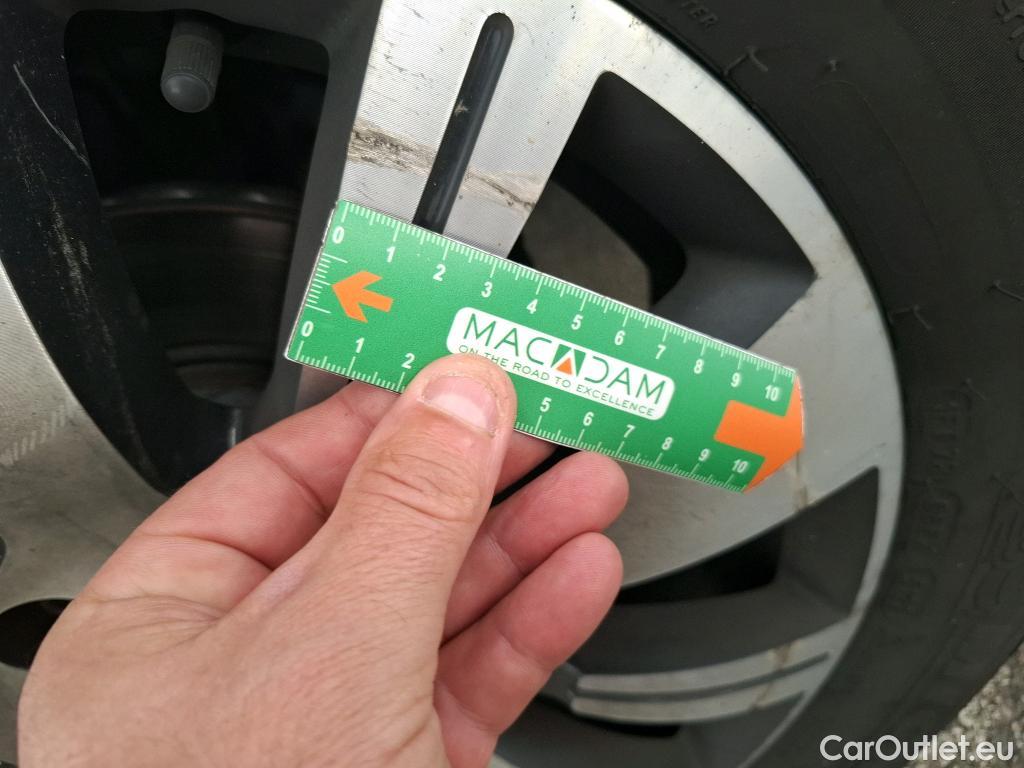 0 1 2 3 4 5 6 7 8 9 10
MACADAM
ON THE ROAD TO EXCELLENCE
0 1 2 5 6 7 8 9 10
CarOutlet.eu